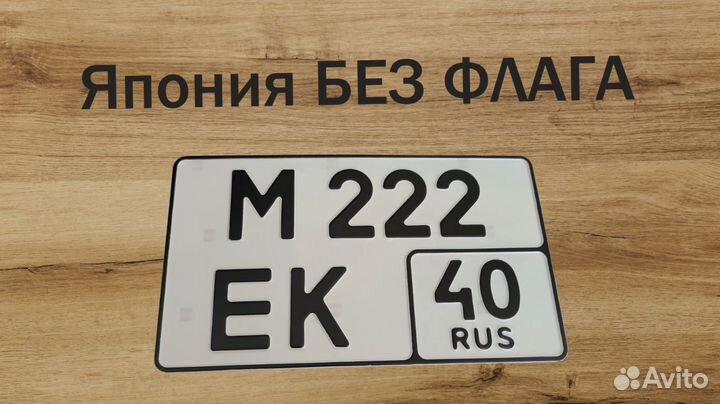 Япония БЕЗ ФЛАГА
М 222
ЕК 40
RUS
Avito